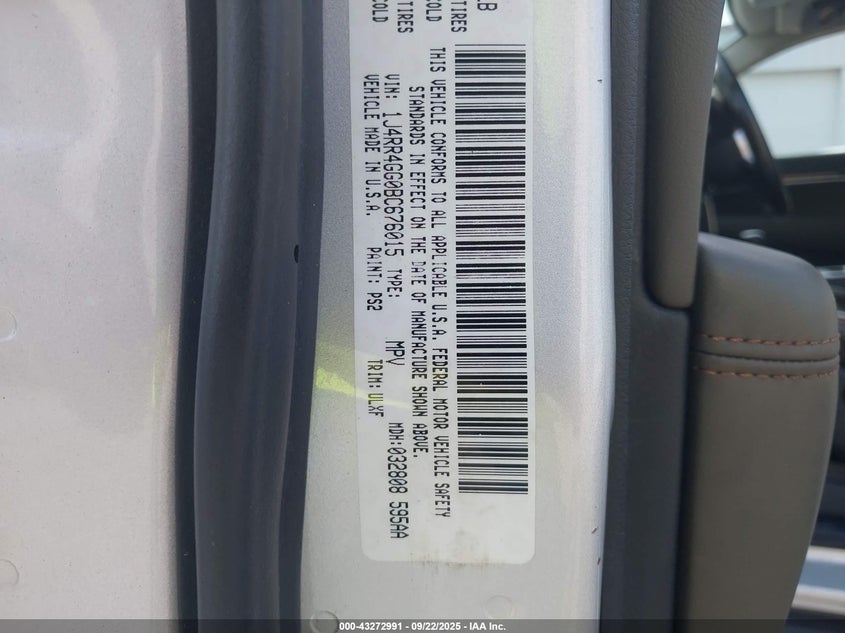 TIRES COLD
TIRES COLD
THIS VEHICLE CONFORMS TO ALL APPLICABLE U.S.A. FEDERAL MOTOR VEHICLE SAFETY
STANDARDS IN EFFECT ON THE DATE OF MANUFACTURE SHOWN ABOVE.
VIN: 1J4RR4GG0BC676015 TYPE: MPV MDH:032808 595AA
VEHICLE MADE IN U.S.A. PAINT: PS2 TRIM: ULXF
000-43272991 - 09/22/2025 - IAA Inc.